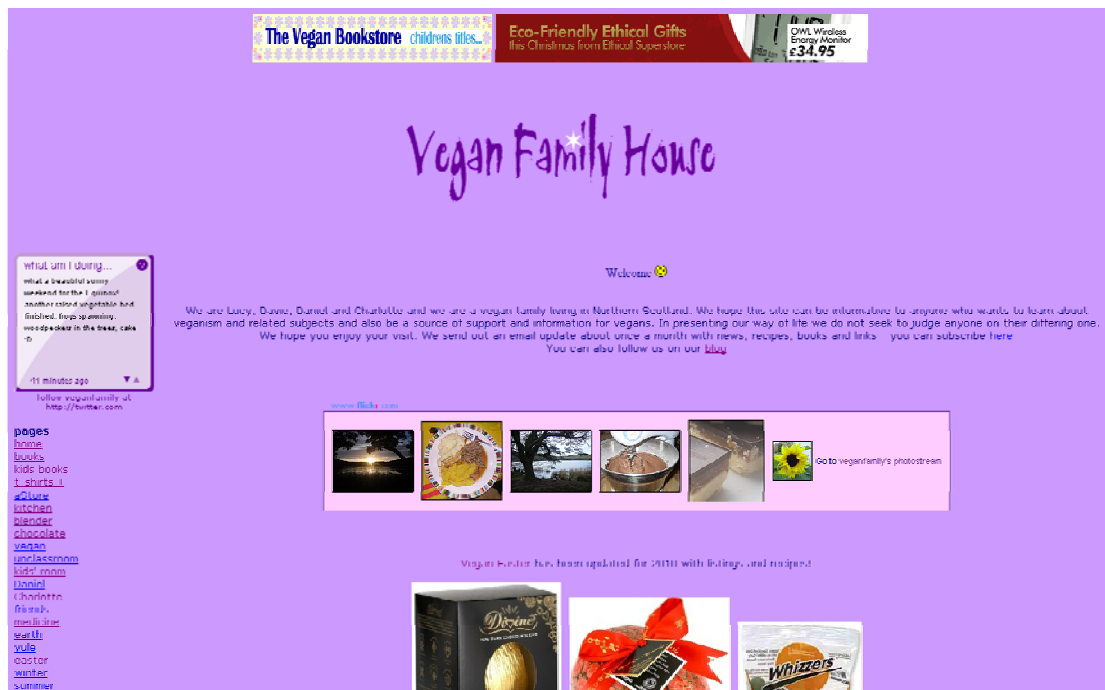 The Vegan Bookstore childrens titles...
Eco-Friendly Ethical Gifts
this Christmas from Ethical Superstore
OWL Wireless
Energy Monitor
£34.95
Vegan Family House
what am I doing...
what a beautiful sunny
weekend for the Equinox!
another raised vegetable bed
finished, frogs spawning,
woodpeckers in the trees, cake
:D
41 minutes ago
follow veganfamily at
http://twitter.com
Welcome
We are Lucy, Davie, Daniel and Charlotte and we are a vegan family living in Northern Scotland. We hope this site can be informative to anyone who wants to learn about
veganism and related subjects and also be a source of support and information for vegans. In presenting our way of life we do not seek to judge anyone on their differing one.
We hope you enjoy your visit. We send out an email update about once a month with news, recipes, books and links you can subscribe here
You can also follow us on our blog
www.flickr.com
Go to veganfamily's photostream
pages
home
books
kids books
t shirts +
aStore
kitchen
blender
chocolate
vegan
unclassroom
kids' room
Daniel
Charlotte
friends
medicine
earth
yule
easter
winter
summer
Vegan Easter has been updated for 2010 with listings and recipes!
Divine
Whizzers